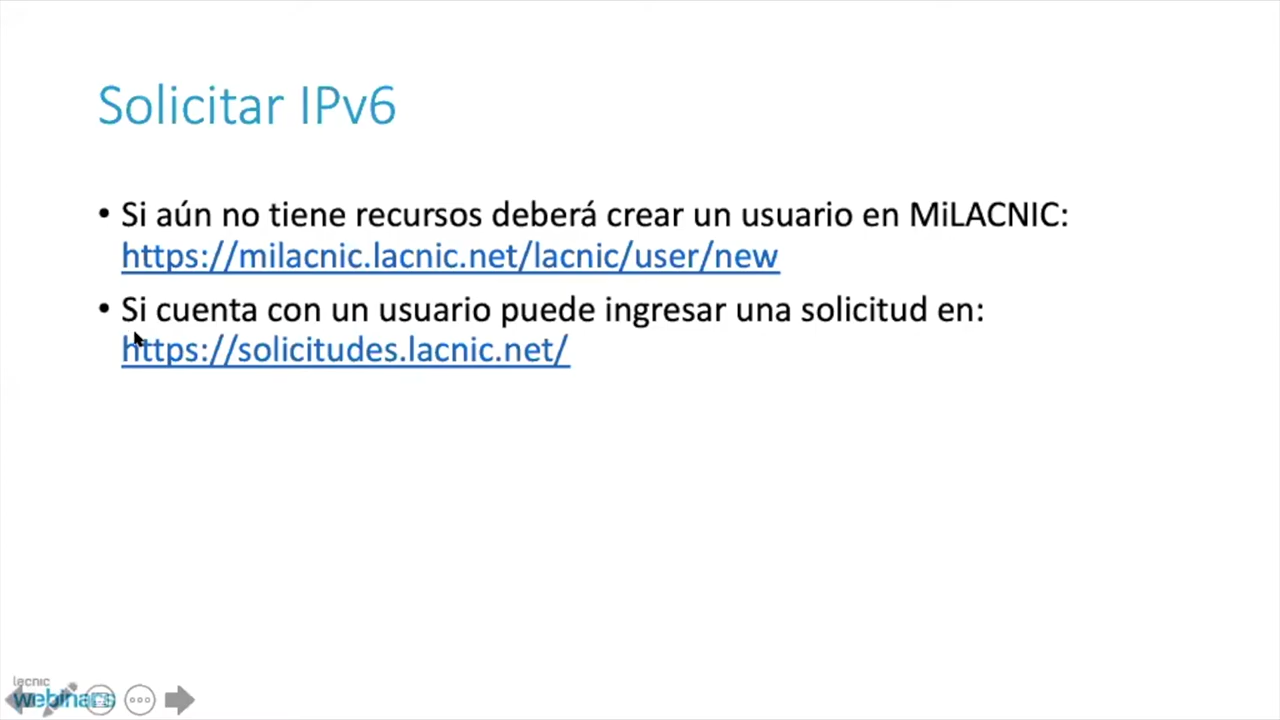 Solicitar IPv6
• Si aún no tiene recursos deberá crear un usuario en MiLACNIC:
https://milacnic.lacnic.net/lacnic/user/new
• Si cuenta con un usuario puede ingresar una solicitud en:
https://solicitudes.lacnic.net/
lacnic
webinars